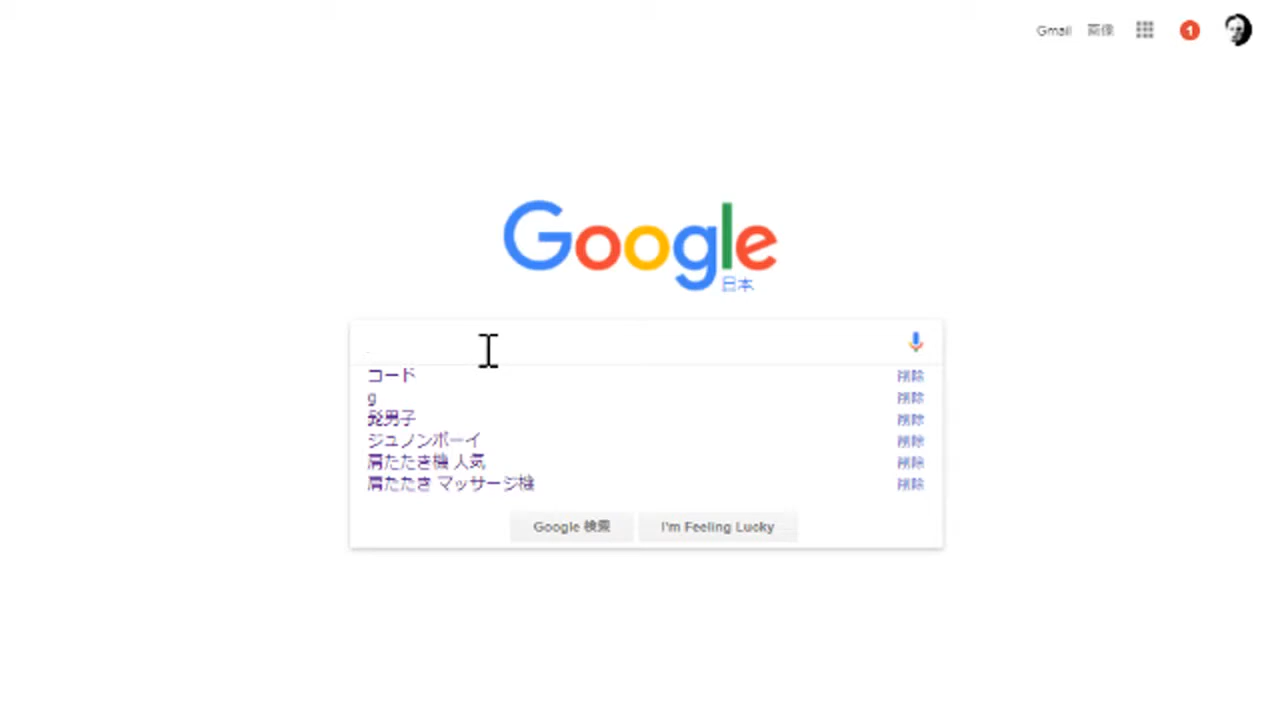 Gmail 画像 1
Google
日本
コード 削除
g 削除
髭男子 削除
ジュノンボーイ 削除
肩たたき機 人気 削除
肩たたき マッサージ機 削除
Google 検索 I'm Feeling Lucky